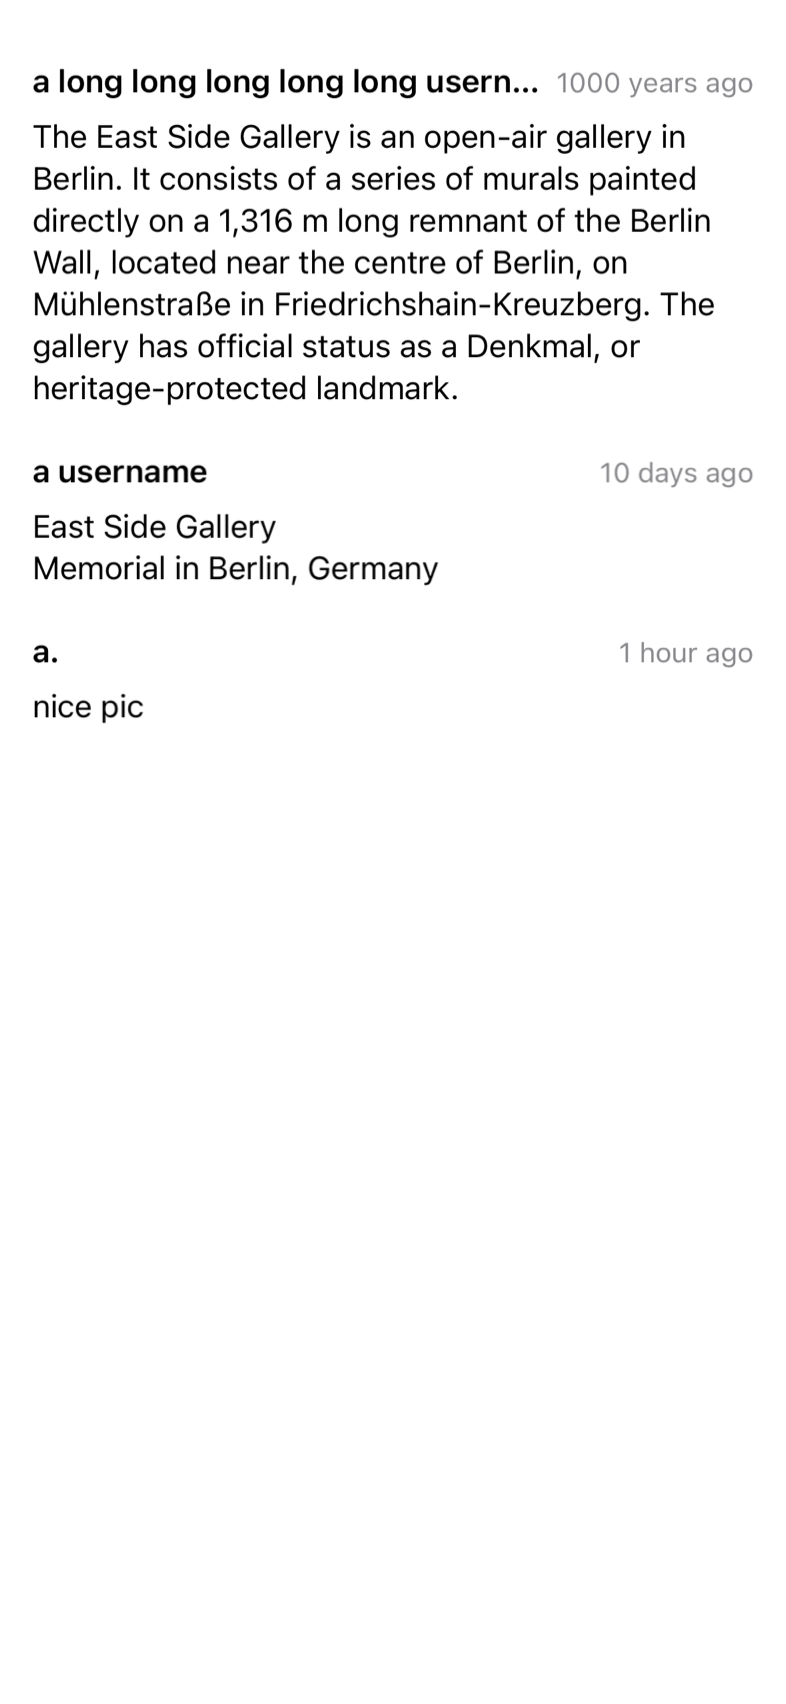 a long long long long long usern... 1000 years ago
The East Side Gallery is an open-air gallery in
Berlin. It consists of a series of murals painted
directly on a 1,316 m long remnant of the Berlin
Wall, located near the centre of Berlin, on
Mühlenstraße in Friedrichshain-Kreuzberg. The
gallery has official status as a Denkmal, or
heritage-protected landmark.
a username 10 days ago
East Side Gallery
Memorial in Berlin, Germany
a. 1 hour ago
nice pic